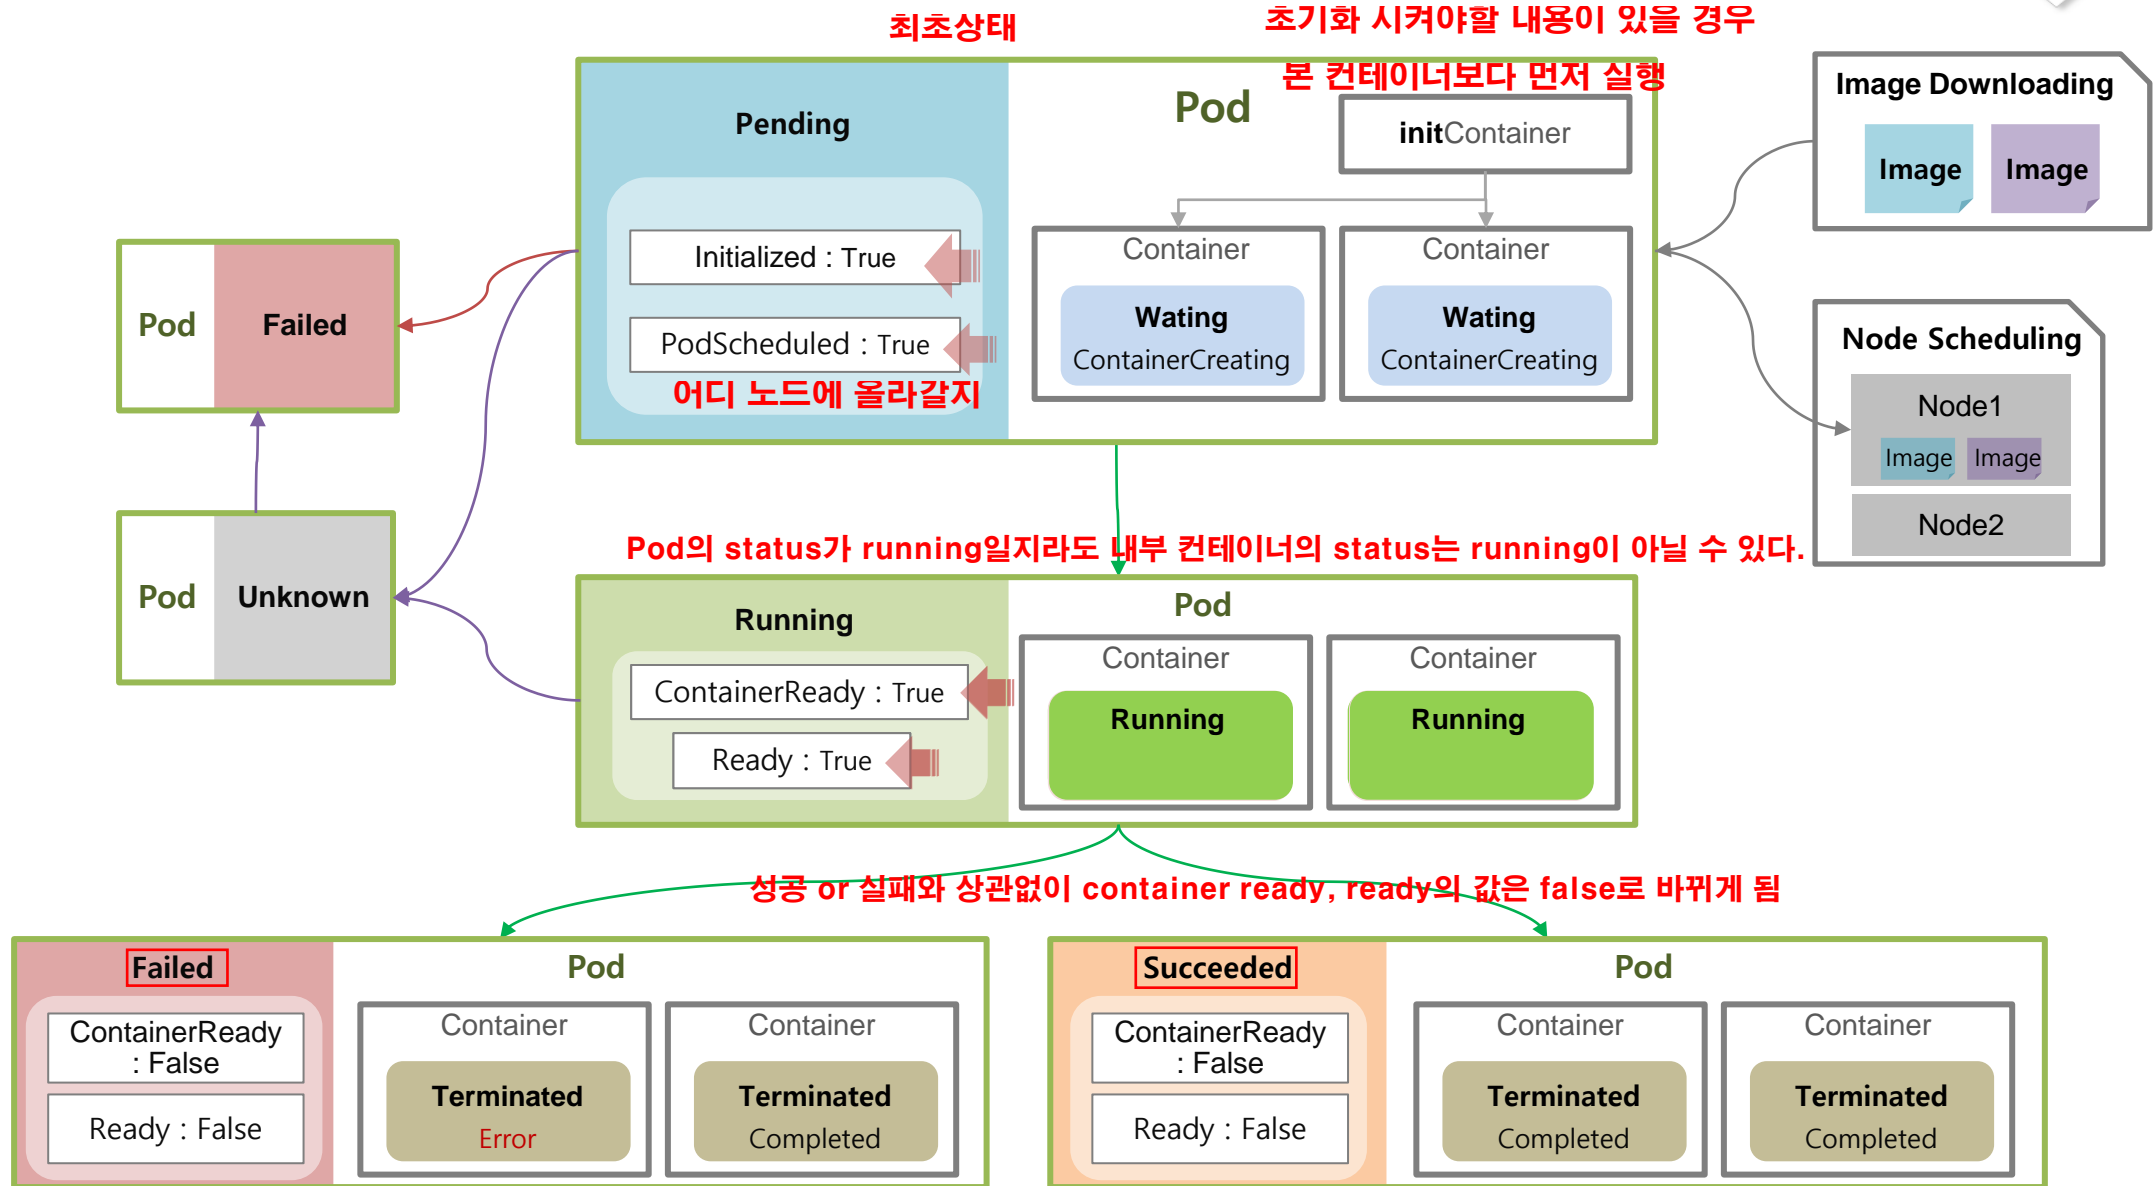 최초상태
초기화 시켜야할 내용이 있을 경우
본 컨테이너보다 먼저 실행
Pending
Pod
initContainer
Initialized : True
PodScheduled : True
어디 노드에 올라갈지
Container
Wating
ContainerCreating
Container
Wating
ContainerCreating
Image Downloading
Image
Image
Node Scheduling
Node1
Image
Image
Node2
Pod
Failed
Pod
Unknown
Pod의 status가 running일지라도 내부 컨테이너의 status는 running이 아닐 수 있다.
Running
Pod
ContainerReady : True
Ready : True
Container
Running
Container
Running
성공 or 실패와 상관없이 container ready, ready의 값은 false로 바뀌게 됨
Failed
Pod
ContainerReady
: False
Ready : False
Container
Terminated
Error
Container
Terminated
Completed
Succeeded
Pod
ContainerReady
: False
Ready : False
Container
Terminated
Completed
Container
Terminated
Completed